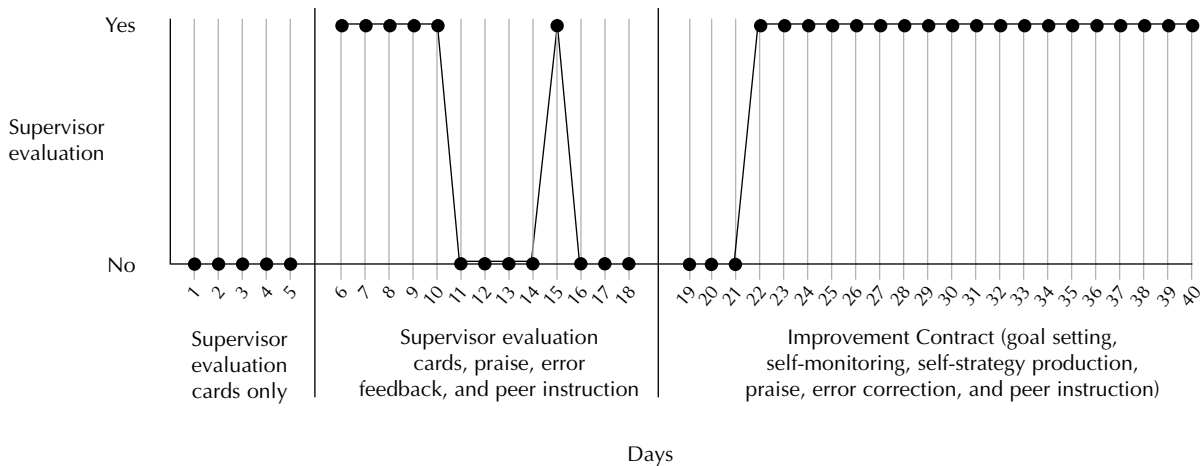 Yes
Supervisor
evaluation
No
1 2 3 4 5 6 7 8 9 10 11 12 13 14 15 16 17 18 19 20 21 22 23 24 25 26 27 28 29 30 31 32 33 34 35 36 37 38 39 40
Supervisor
evaluation
cards only
Supervisor evaluation
cards, praise, error
feedback, and peer instruction
Improvement Contract (goal setting,
self-monitoring, self-strategy production,
praise, error correction, and peer instruction)
Days